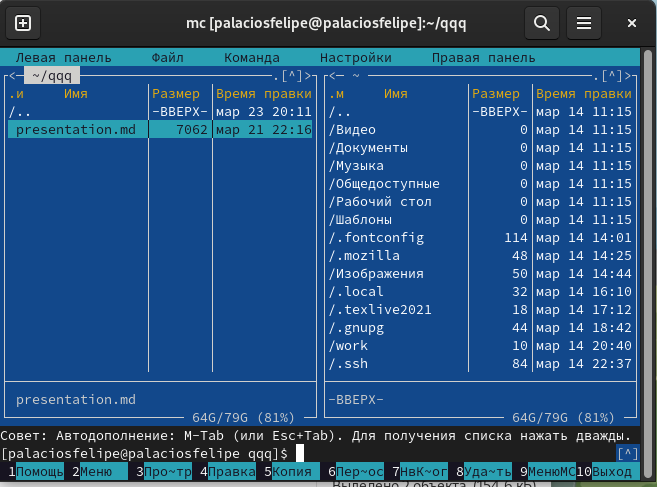 mc [palaciosfelipe@palaciosfelipe]:~/qqq
Левая панель Файл Команда Настройки Правая панель
<─ ~/qqq .[^]> <─ ~ .[^]>
.и Имя Размер Время правки .м Имя Размер Время правки
/.. -ВВЕРХ- мар 23 20:11 /.. -ВВЕРХ- мар 14 11:15
presentation.md 7062 мар 21 22:16 /Видео 0 мар 14 11:15
/Документы 0 мар 14 11:15
/Музыка 0 мар 14 11:15
/Общедоступные 0 мар 14 11:15
/Рабочий стол 0 мар 14 11:15
/Шаблоны 0 мар 14 11:15
/.fontconfig 114 мар 14 14:01
/.mozilla 48 мар 14 14:25
/Изображения 50 мар 14 14:44
/.local 32 мар 14 16:10
/.texlive2021 18 мар 14 17:12
/.gnupg 44 мар 14 18:42
/work 10 мар 14 20:40
/.ssh 84 мар 14 22:37
presentation.md -ВВЕРХ-
64G/79G (81%) 64G/79G (81%)
Совет: Автодополнение: M-Tab (или Esc+Tab). Для получения списка нажать дважды.
[palaciosfelipe@palaciosfelipe qqq]$ [^]
1Помощь 2Меню 3Про~тр 4Правка 5Копия 6Пер~ос 7НвК~ог 8Уда~ть 9МенюMC 10Выход
Выделено 2 объекта (154,6 кБ)